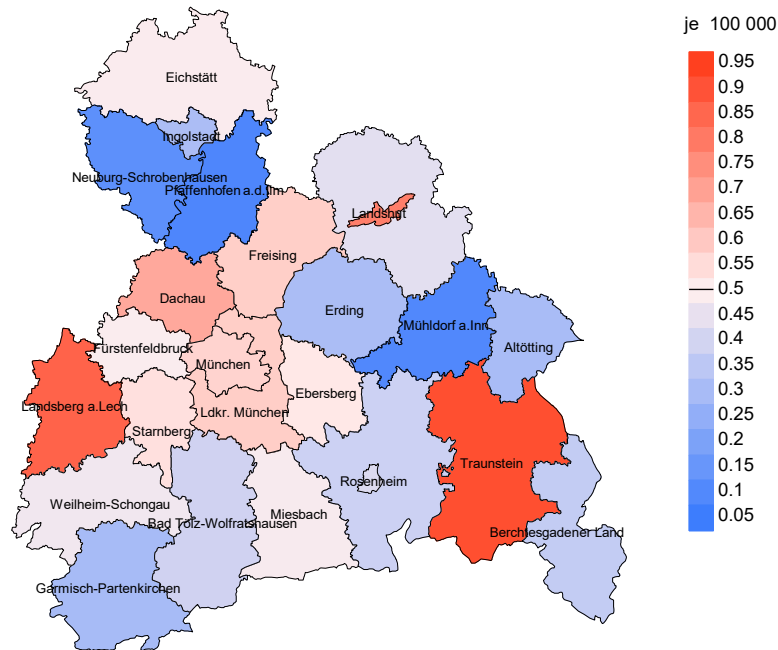 je 100 000
Eichstätt
Ingolstadt
Neuburg-Schrobenhausen
Pfaffenhofen a.d.Ilm
Landshut
Freising
Dachau
Erding
Mühldorf a.Inn
Altötting
Fürstenfeldbruck
München
Ebersberg
Landsberg a.Lech
Ldkr. München
Starnberg
Traunstein
Rosenheim
Weilheim-Schongau
Miesbach
Bad Tölz-Wolfratshausen
Berchtesgadener Land
Garmisch-Partenkirchen
0.95
0.9
0.85
0.8
0.75
0.7
0.65
0.6
0.55
0.5
0.45
0.4
0.35
0.3
0.25
0.2
0.15
0.1
0.05